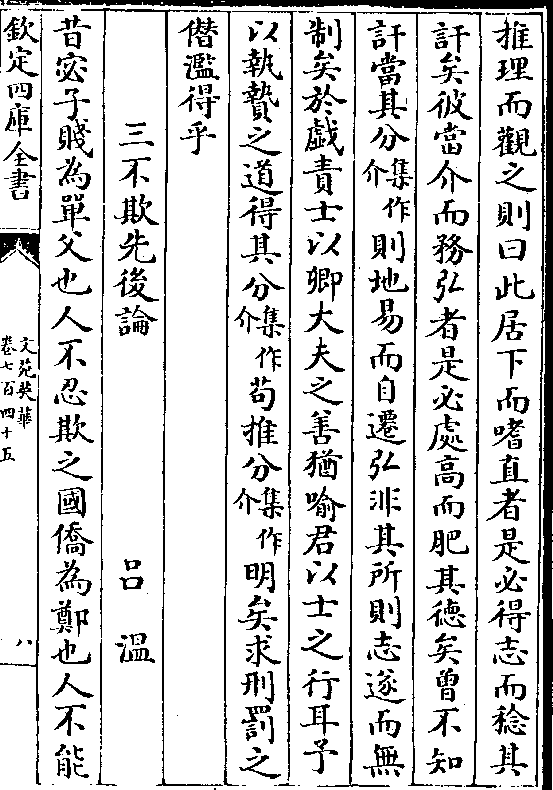 推理而觀之則曰此居下而嗜直者是必得志而稔其
訐矣彼當介而務弘者是必處高而肥其德矣曾不知
訐當其分集作介則地易而自遷弘非其所則志遂而無
制矣於戲責士以卿大夫之善猶喻君以士之行耳予
以執贄之道得其分集作介苟推分集作介明矣求刑罰之
僭濫得乎
三不欺先後論 呂溫
昔宓子賤為單父也人不忍欺之國僑為鄭也人不能
欽定四庫全書
文苑英華
卷七百四十五
八